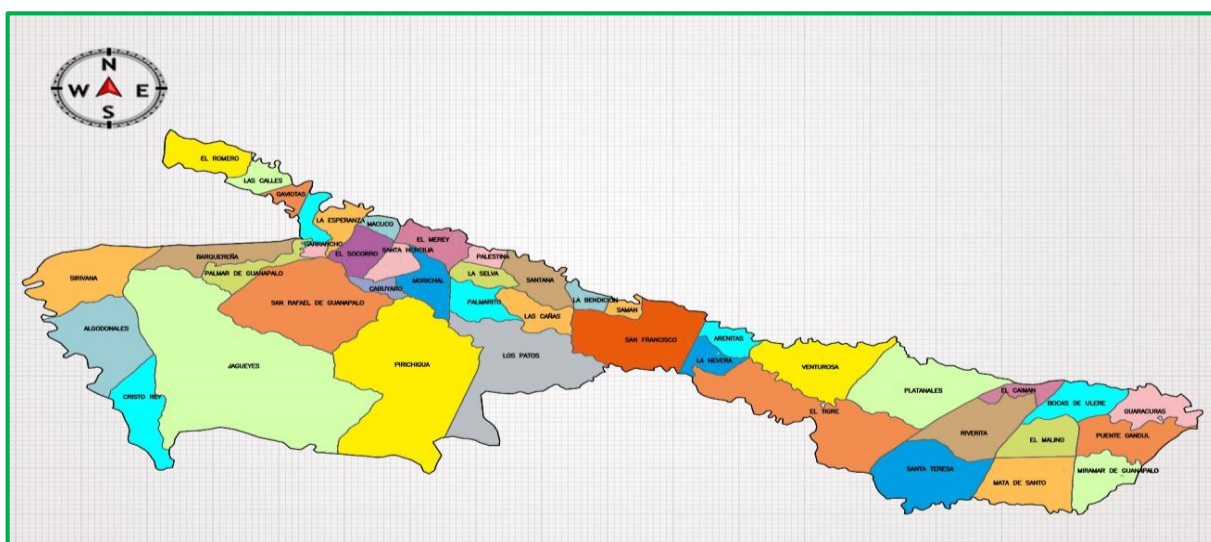 N
W E
S
EL ROMERO
LAS CALLES
GAVIOTAS
LA ESPERANZA
MACUCO
GARRANCHO
EL SOCORRO
SANTA HERCILIA
EL MEREY
PALESTINA
BARQUEREÑA
SIRIVANA
PALMAR DE GUANAPALO
CABUYARO
MORICHAL
LA SELVA
SANTANA
SAN RAFAEL DE GUANAPALO
PALMARITO
LAS CAÑAS
LA BENDICIÓN
SAMAN
ALGODONALES
JAGUEYES
PIRICHIGUA
LOS PATOS
SAN FRANCISCO
ARENITAS
LA NEVERA
VENTUROSA
CRISTO REY
PLATANALES
EL CAIMAN
BOCAS DE ULERE
GUARACURAS
EL TIGRE
RIVERITA
EL MALINO
PUENTE GANDUL
SANTA TERESA
MATA DE SANTO
MIRAMAR DE GUANAPALO